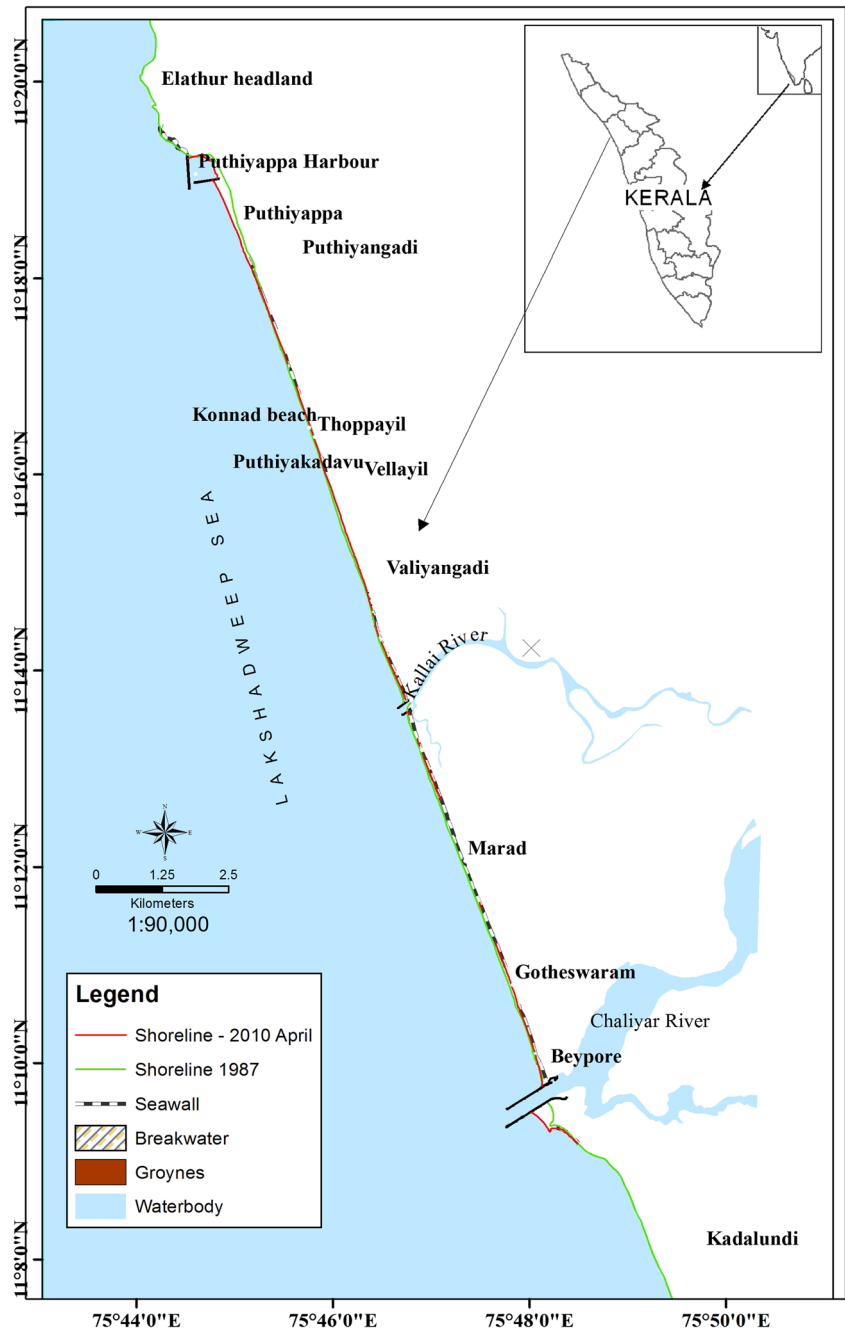 11°20'0"N
11°18'0"N
11°16'0"N
11°14'0"N
11°12'0"N
11°10'0"N
11°8'0"N
Elathur headland
Puthiyappa Harbour
Puthiyappa
Puthiyangadi
KERALA
Konnad beach
Thoppayil
Puthiyakadavu
Vellayil
LAKSHADWEEP SEA
Valiyangadi
Kallai River
Marad
Gotheswaram
Chaliyar River
Beypore
Kadalundi
N
W E
S
0 1.25 2.5
Kilometers
1:90,000
Legend
Shoreline - 2010 April
Shoreline 1987
Seawall
Breakwater
Groynes
Waterbody
75°44'0"E
75°46'0"E
75°48'0"E
75°50'0"E